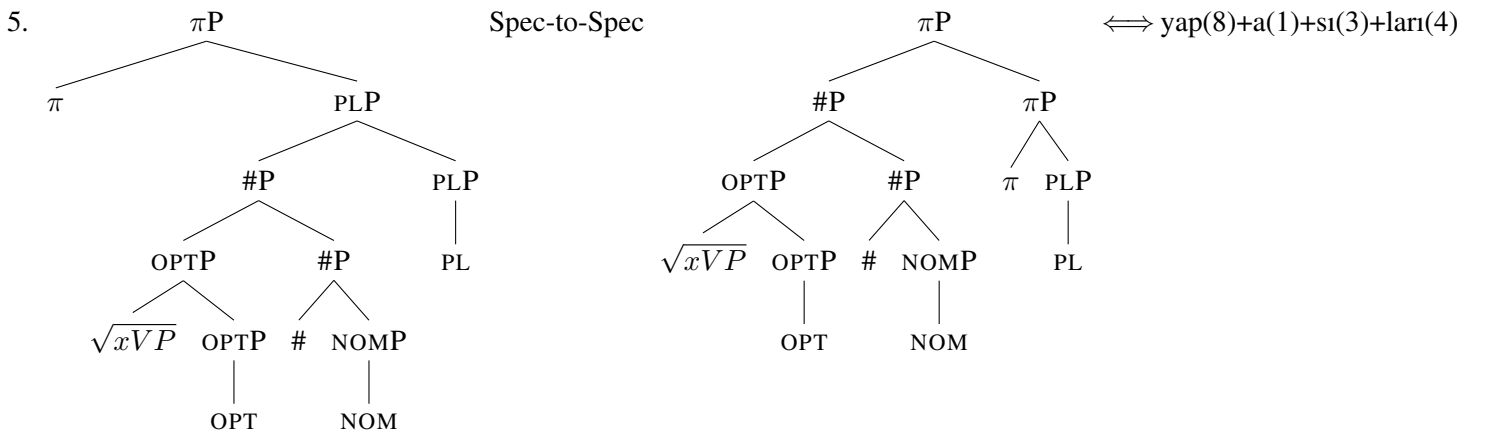 5. πP Spec-to-Spec πP ⟺ yap(8)+a(1)+sı(3)+ları(4)
π PLP #P πP
#P PLP OPTP #P π PLP
OPTP #P PL √xVP OPTP # NOMP PL
√xVP OPTP # NOMP OPT NOM
OPT NOM